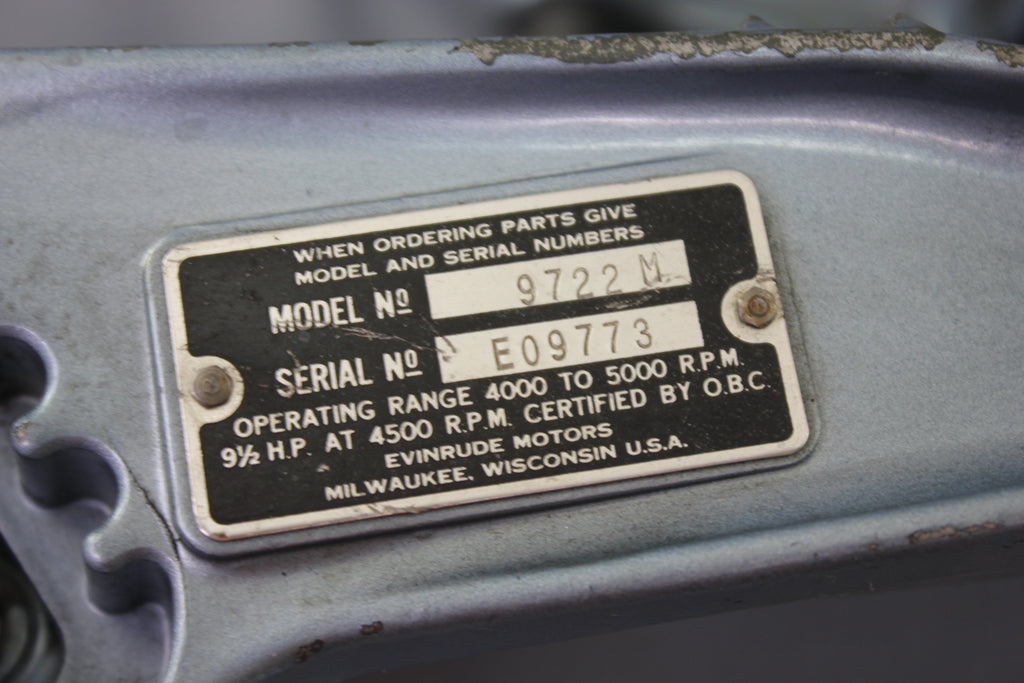 WHEN ORDERING PARTS GIVE
MODEL AND SERIAL NUMBERS
MODEL Nº 9722 M
SERIAL Nº E09773
OPERATING RANGE 4000 TO 5000 R.P.M.
9½ H.P. AT 4500 R.P.M. CERTIFIED BY O.B.C.
EVINRUDE MOTORS
MILWAUKEE, WISCONSIN U.S.A.